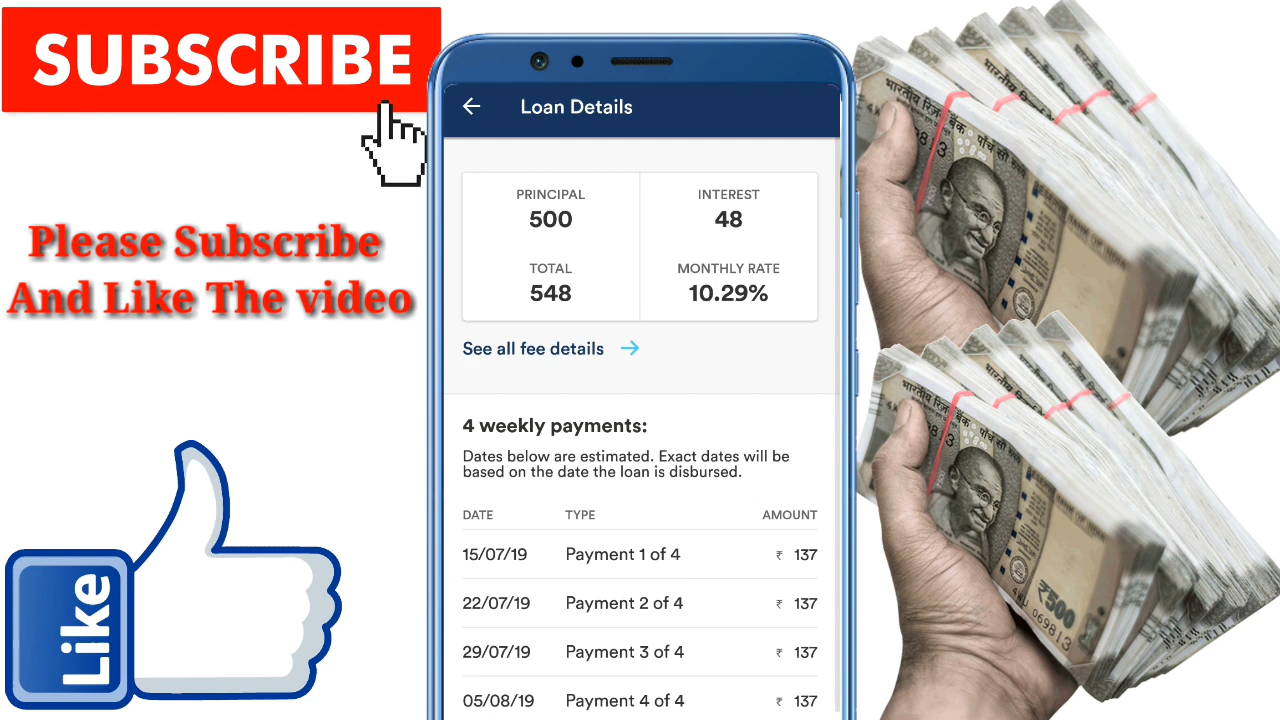 SUBSCRIBE
Please Subscribe
And Like The video
Like
Loan Details
PRINCIPAL
500
INTEREST
48
TOTAL
548
MONTHLY RATE
10.29%
See all fee details
4 weekly payments:
Dates below are estimated. Exact dates will be
based on the date the loan is disbursed.
DATE TYPE AMOUNT
15/07/19 Payment 1 of 4 ₹ 137
22/07/19 Payment 2 of 4 ₹ 137
29/07/19 Payment 3 of 4 ₹ 137
05/08/19 Payment 4 of 4 ₹ 137
भारतीय रिज़र्व बैंक
पाँच सौ
भारतीय रिज़र्व बैंक
पाँच सौ
₹500
069813